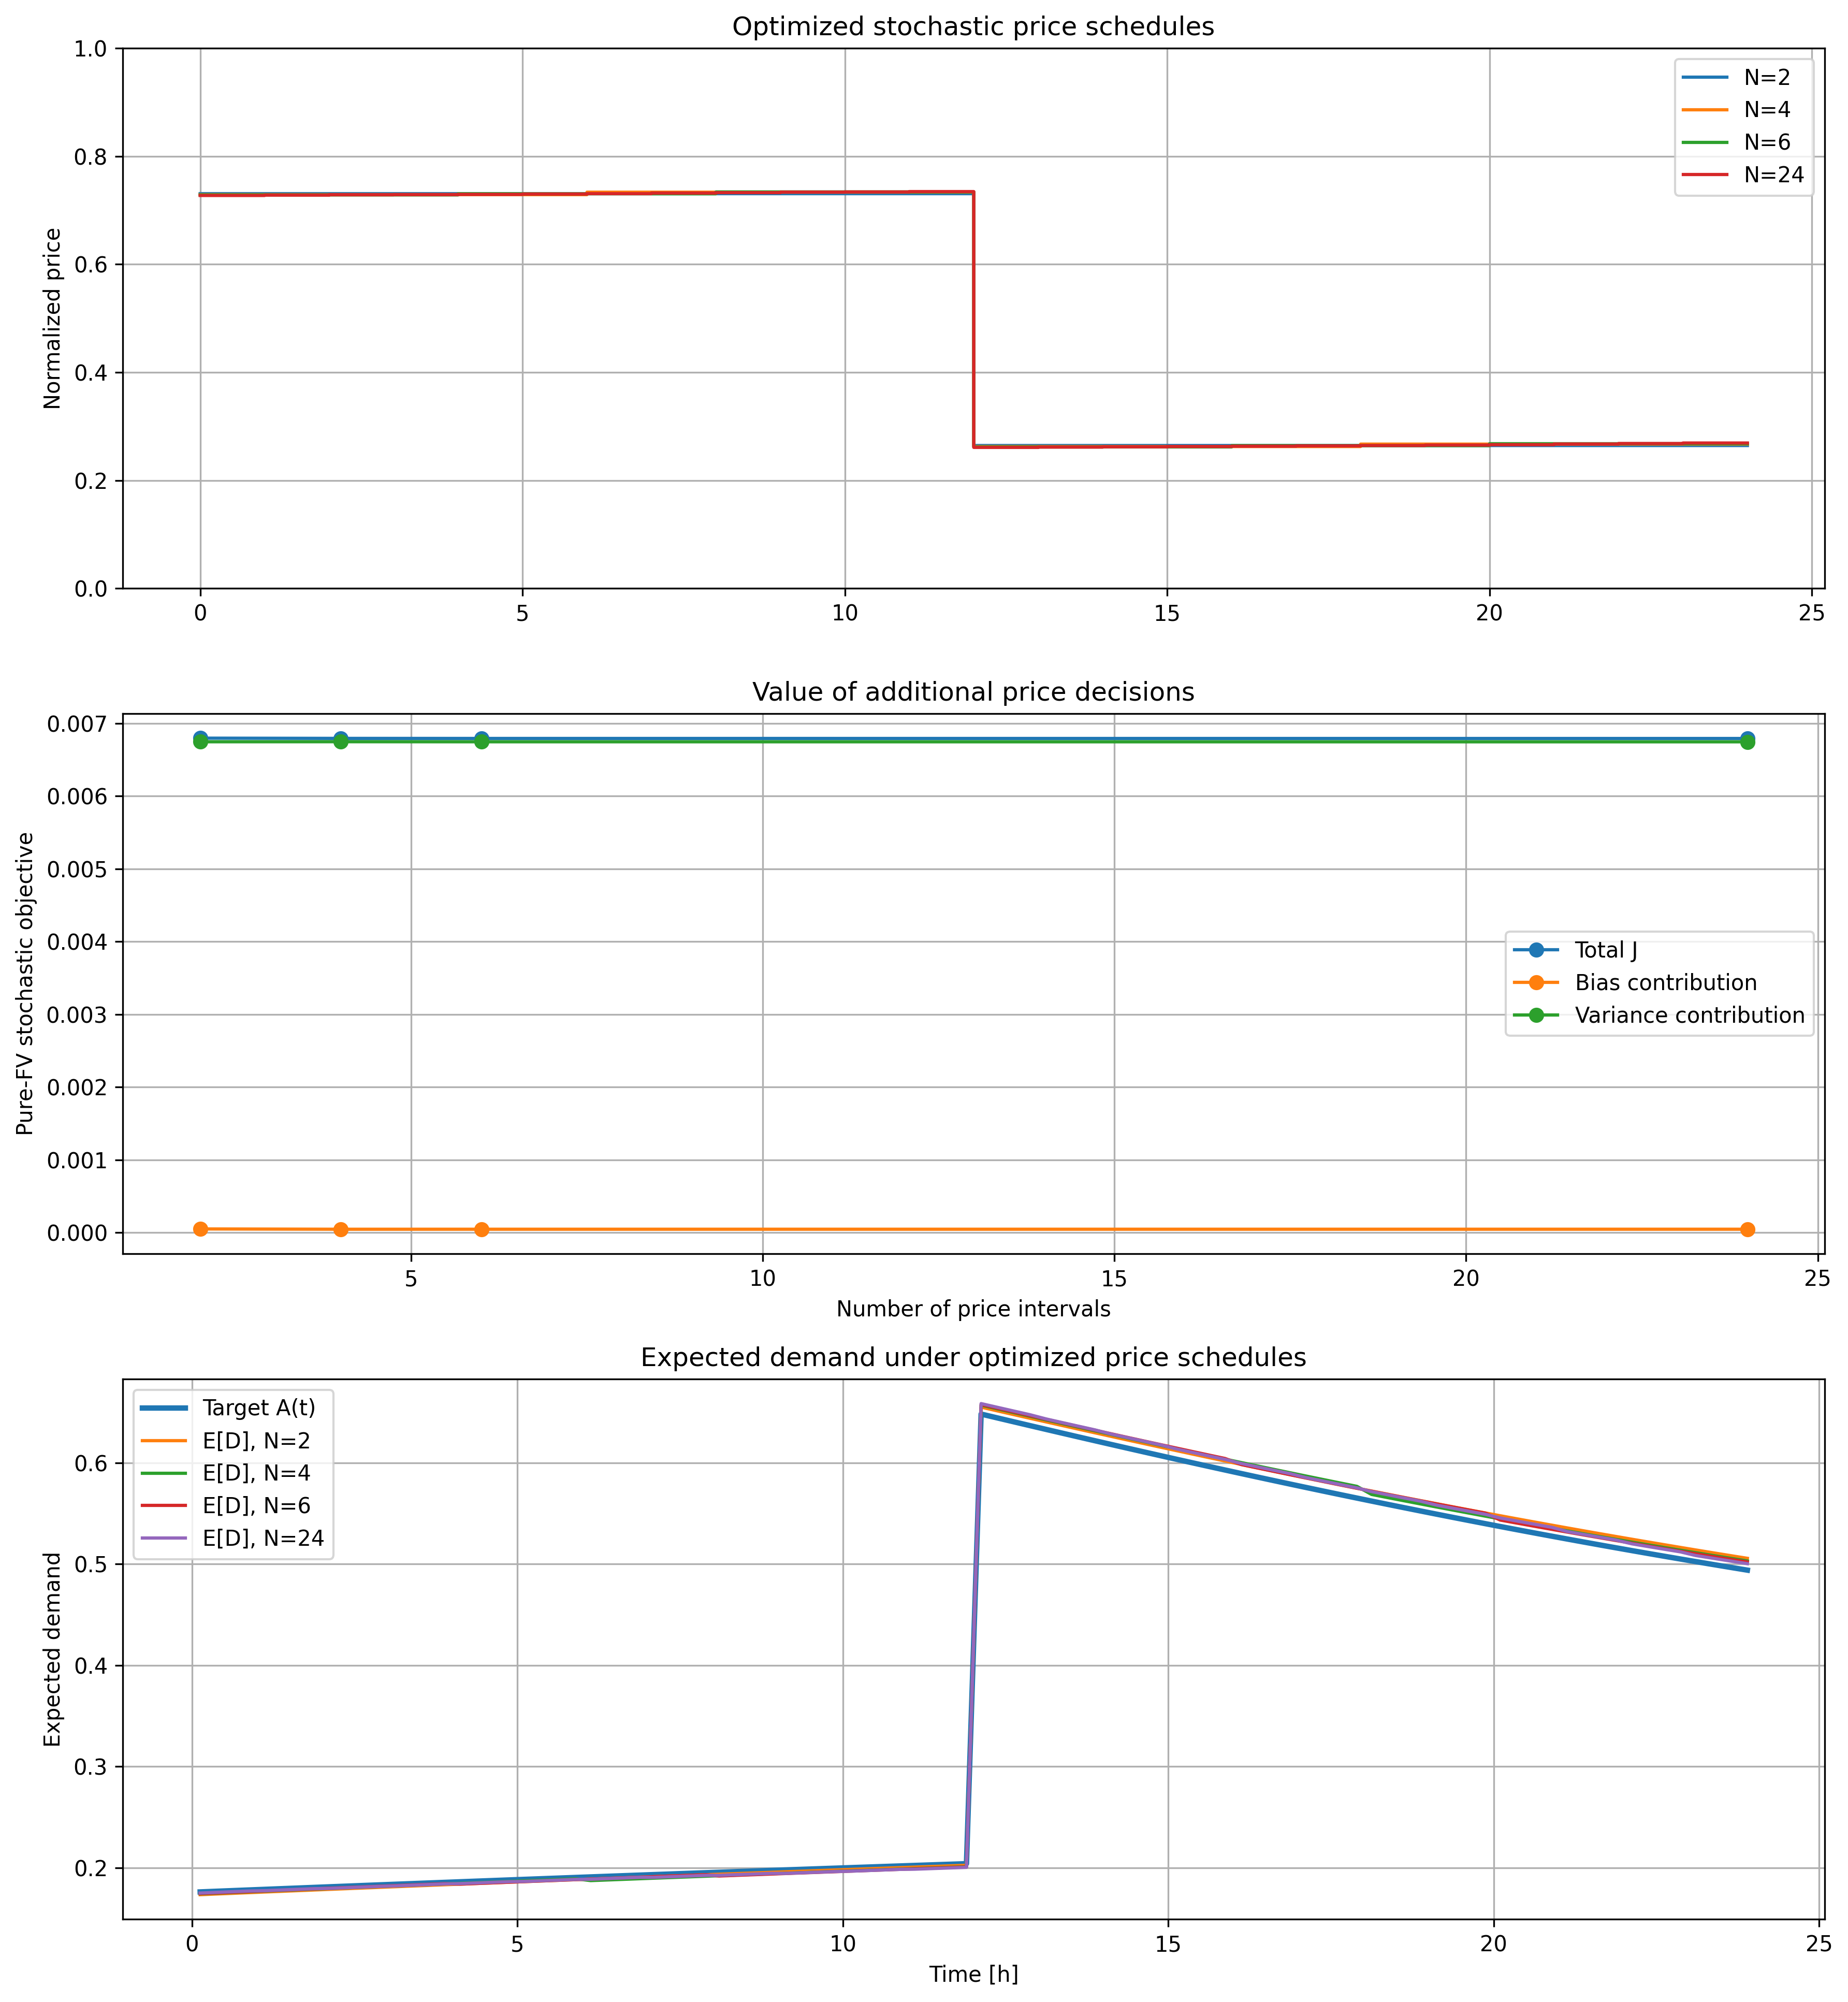 Optimized stochastic price schedules
1.0
0.8
0.6
0.4
0.2
0.0
Normalized price
N=2
N=4
N=6
N=24
0 5 10 15 20 25
Value of additional price decisions
0.007
0.006
0.005
0.004
0.003
0.002
0.001
0.000
Pure-FV stochastic objective
Total J
Bias contribution
Variance contribution
5 10 15 20 25
Number of price intervals
Expected demand under optimized price schedules
Target A(t)
E[D], N=2
E[D], N=4
E[D], N=6
E[D], N=24
0.6
0.5
0.4
0.3
0.2
Expected demand
0 5 10 15 20 25
Time [h]